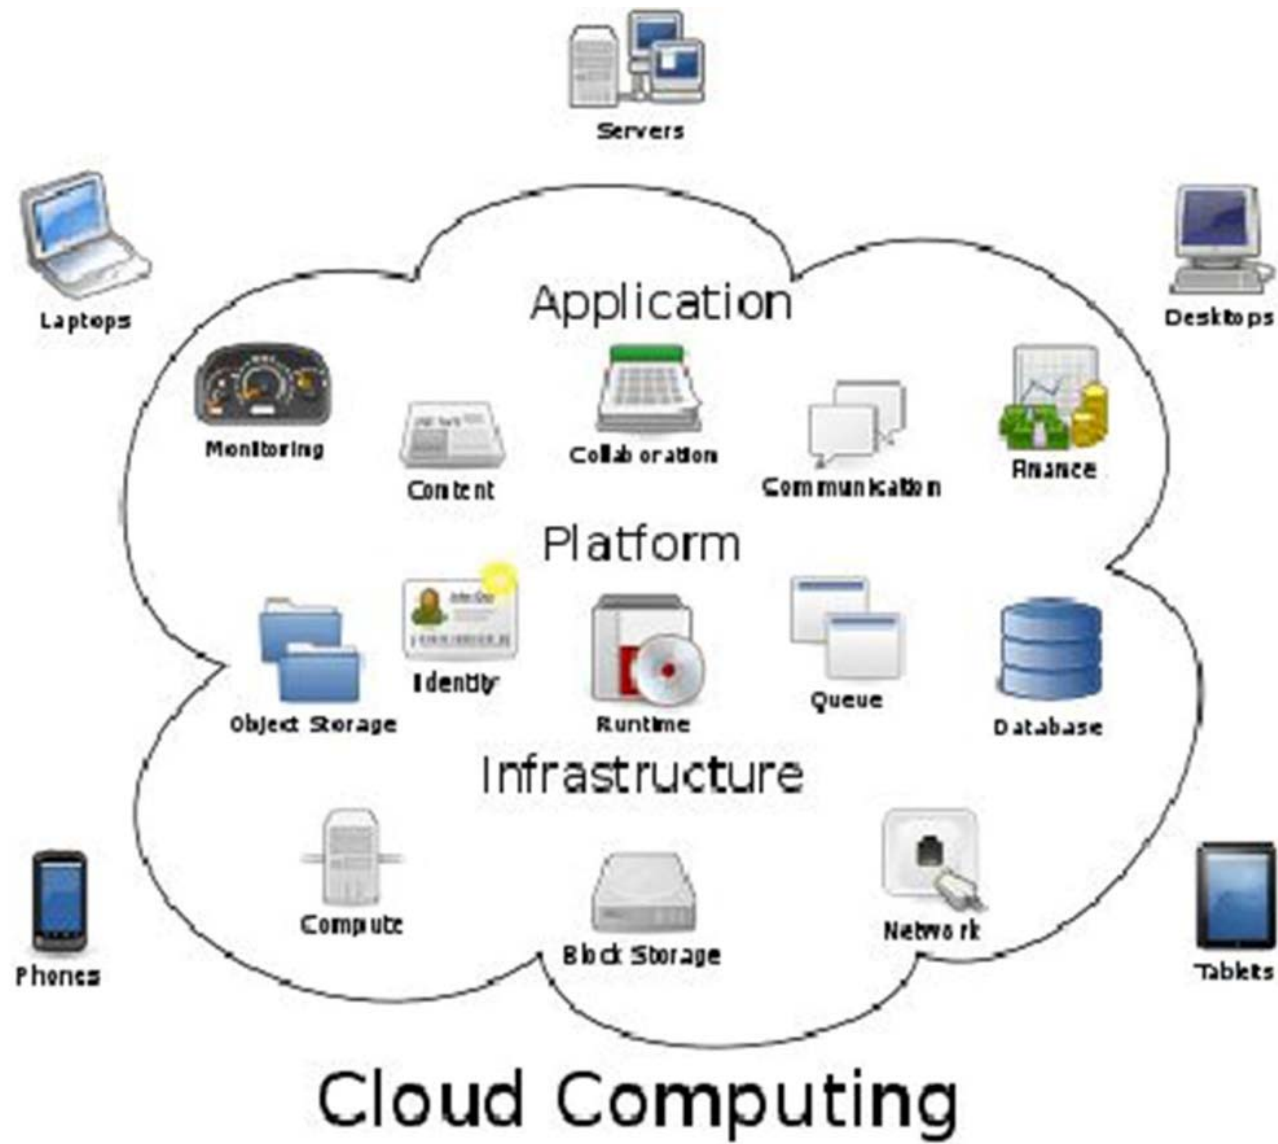 Servers
Laptops
Desktops
Application
Monitoring
Content
Collaboration
Communication
Finance
Platform
Object Storage
Identity
Runtime
Queue
Database
Infrastructure
Compute
Block Storage
Network
Phones
Tablets
Cloud Computing